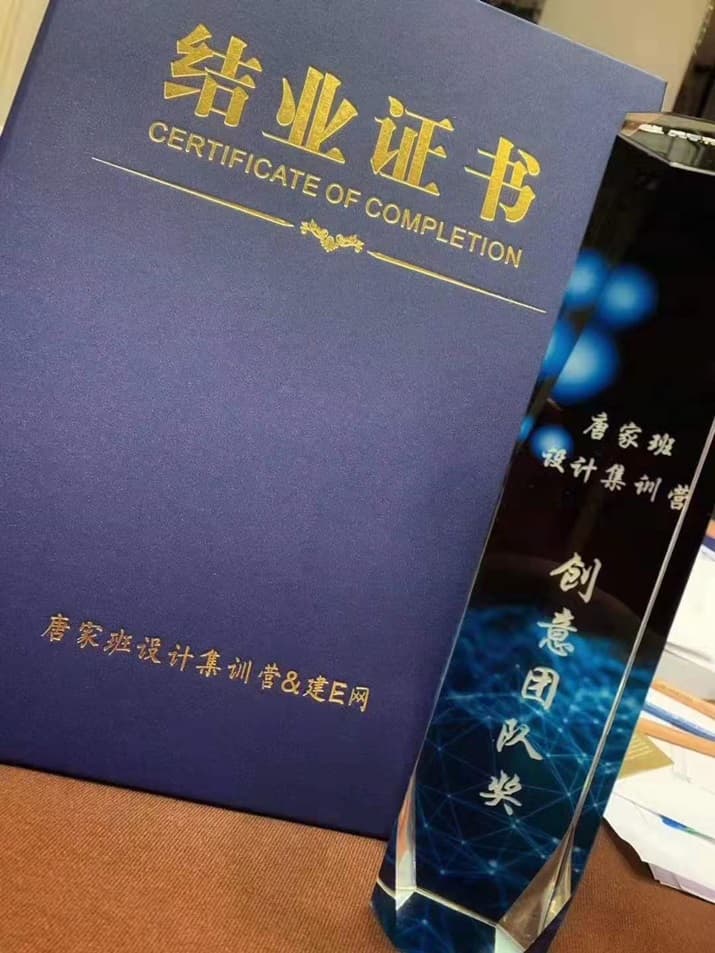 结业证书
CERTIFICATE OF COMPLETION
唐家班设计集训营&建E网
唐家班
设计集训营
创意团队奖